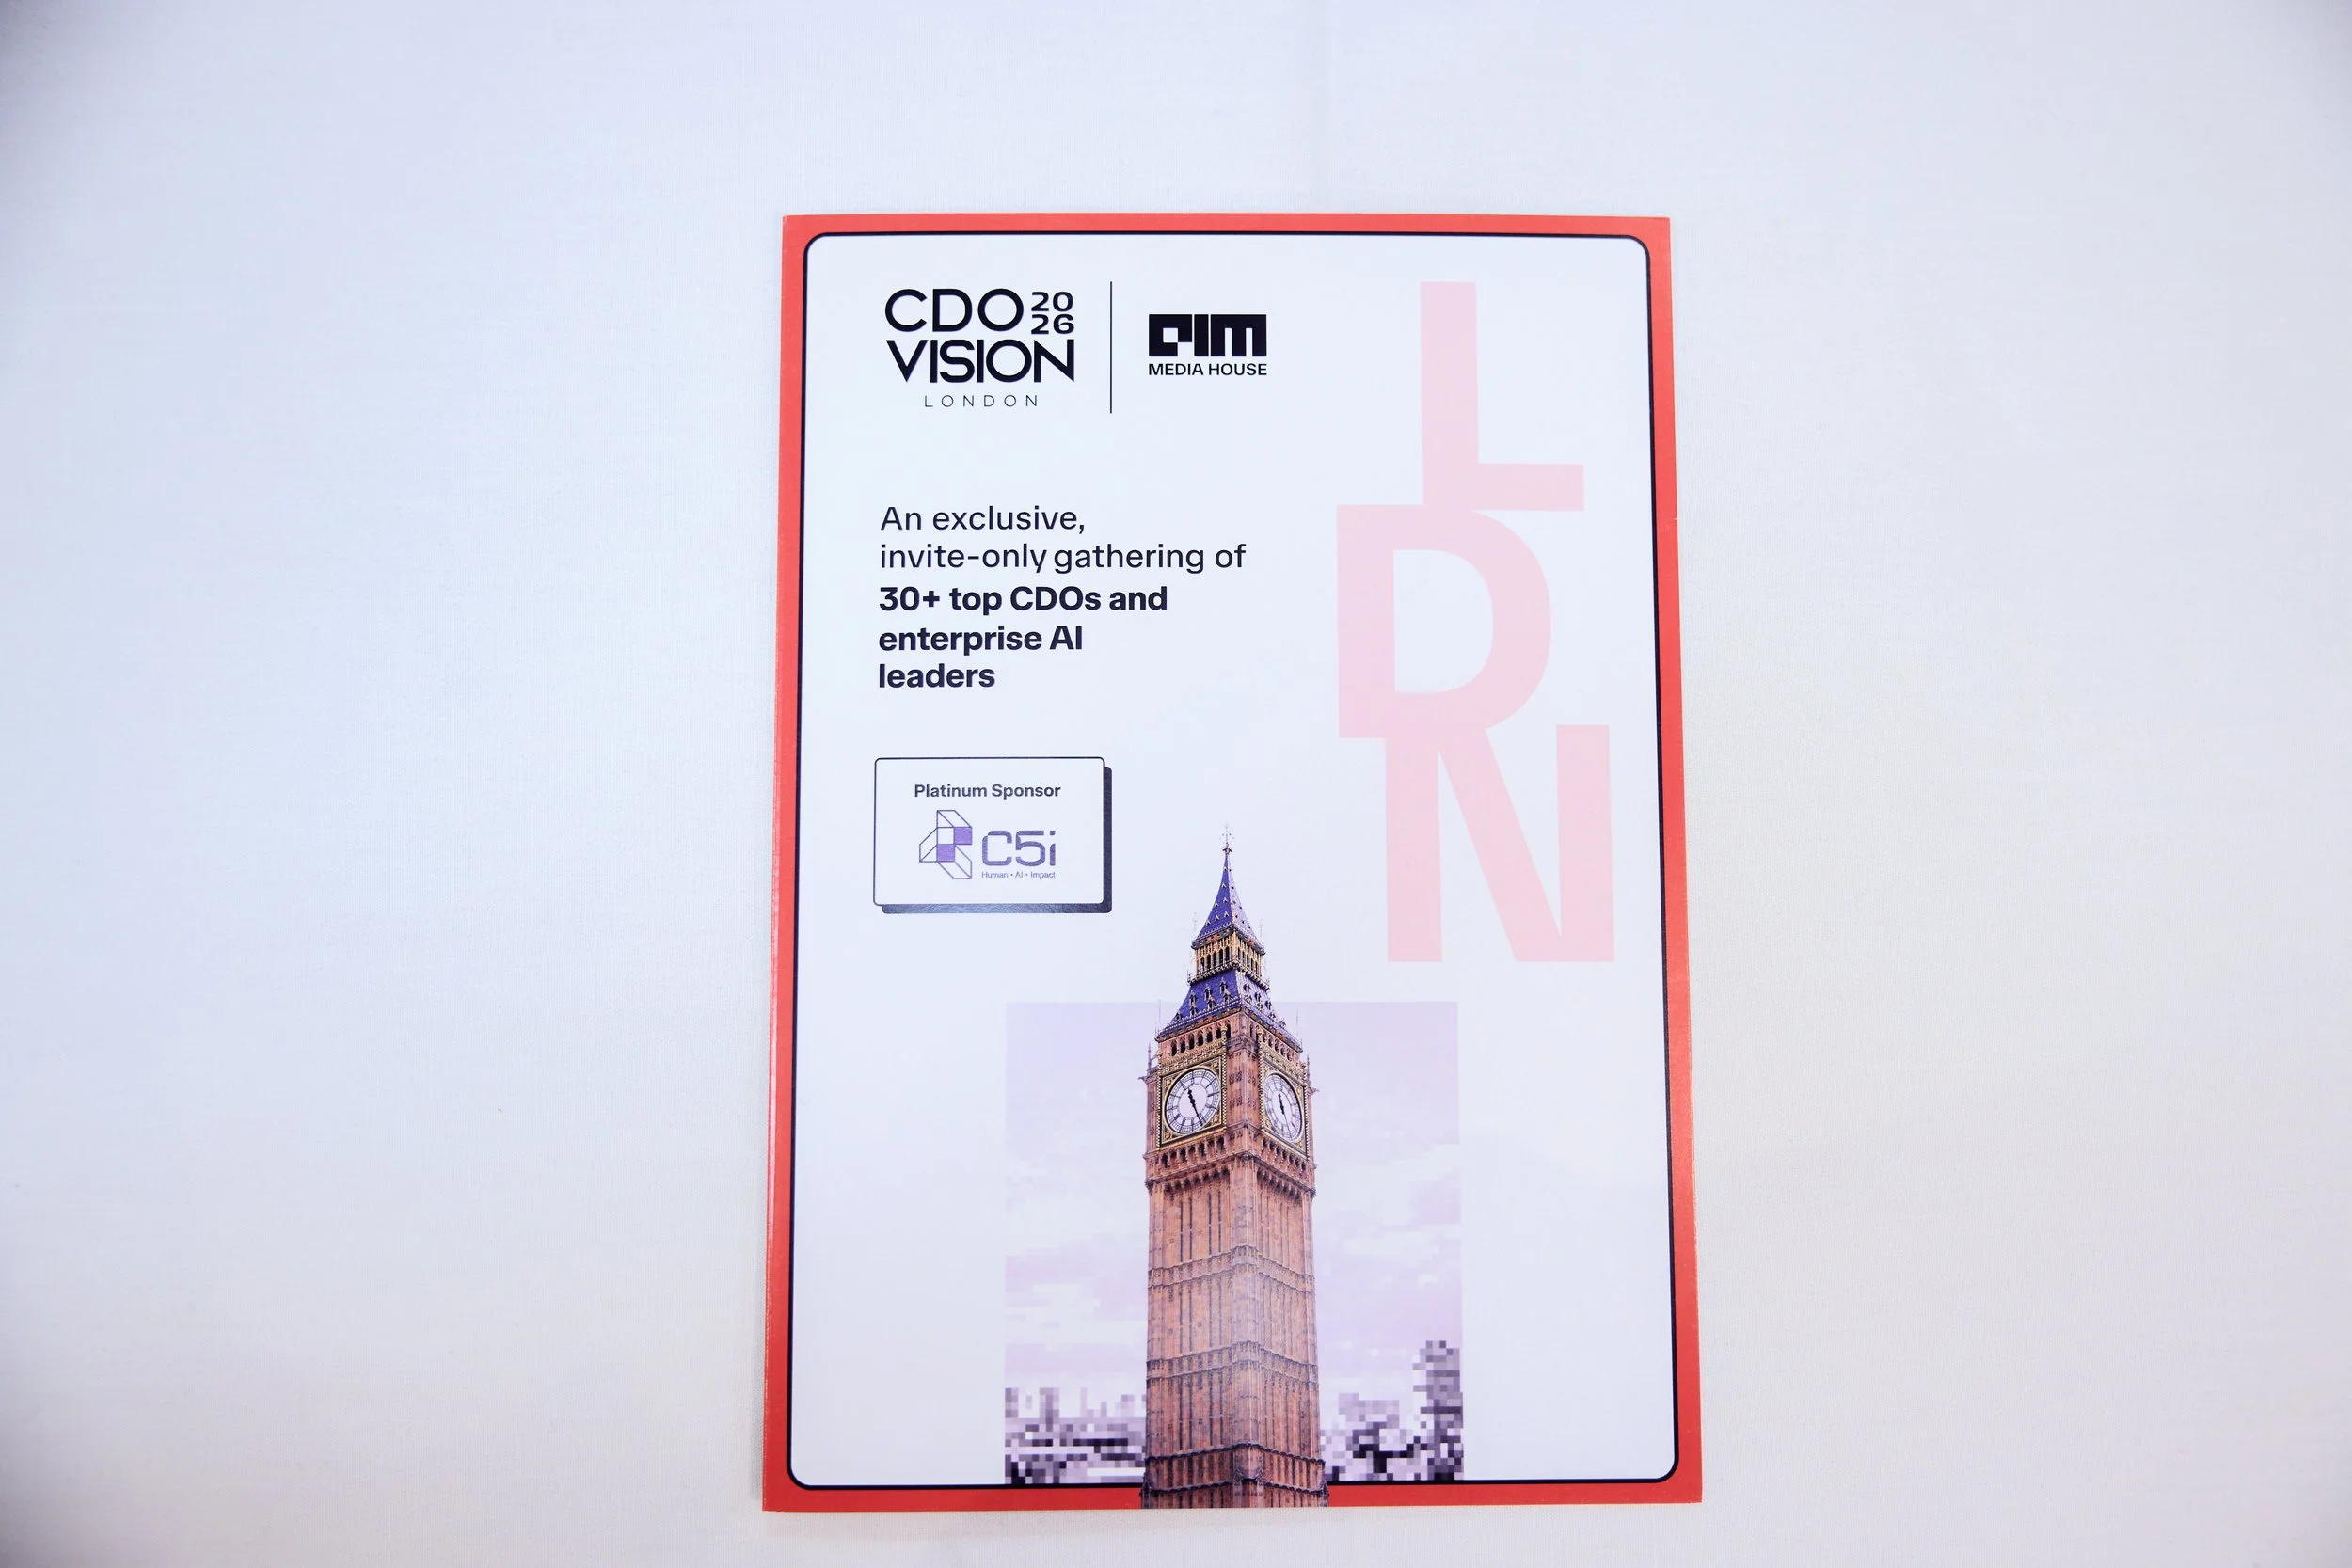 CDO 20
26
VISION
LONDON
AIM
MEDIA HOUSE
LDN
An exclusive,
invite-only gathering of
30+ top CDOs and
enterprise AI
leaders
Platinum Sponsor
C5i
Human • AI • Impact